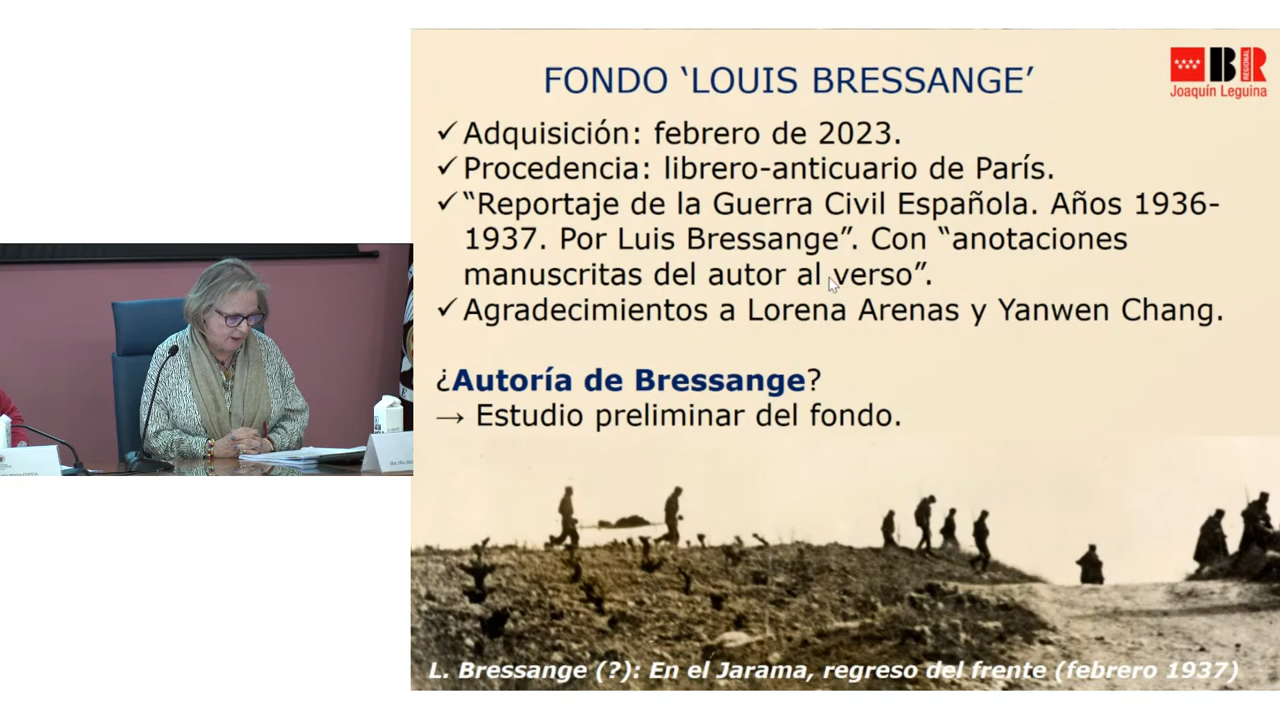 FONDO ‘LOUIS BRESSANGE’
BR
REGIONAL
Joaquín Leguina
✓ Adquisición: febrero de 2023.
✓ Procedencia: librero-anticuario de París.
✓ “Reportaje de la Guerra Civil Española. Años 1936-
1937. Por Luis Bressange”. Con “anotaciones
manuscritas del autor al verso”.
✓ Agradecimientos a Lorena Arenas y Yanwen Chang.
¿Autoría de Bressange?
→ Estudio preliminar del fondo.
L. Bressange (?): En el Jarama, regreso del frente (febrero 1937)